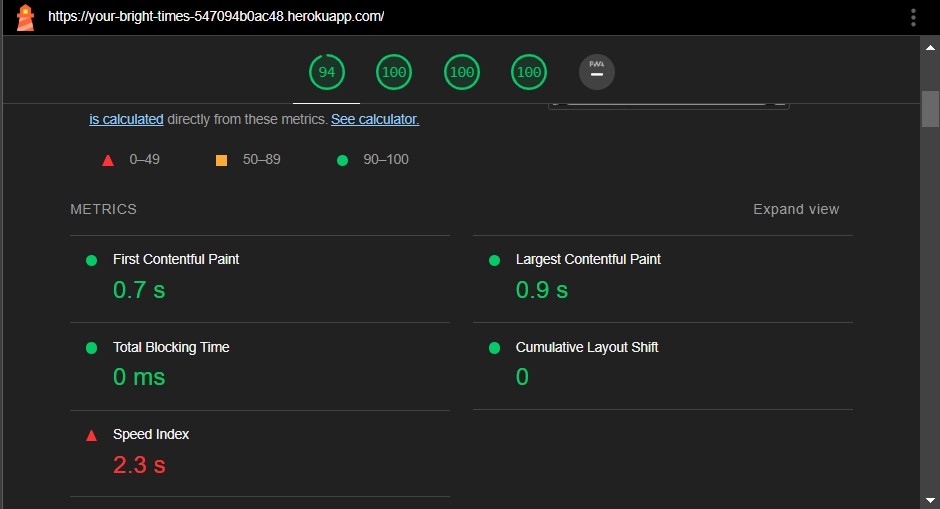 https://your-bright-times-547094b0ac48.herokuapp.com/
94 100 100 100 PWA
is calculated directly from these metrics. See calculator.
0–49 50–89 90–100
METRICS Expand view
First Contentful Paint
0.7 s
Largest Contentful Paint
0.9 s
Total Blocking Time
0 ms
Cumulative Layout Shift
0
Speed Index
2.3 s